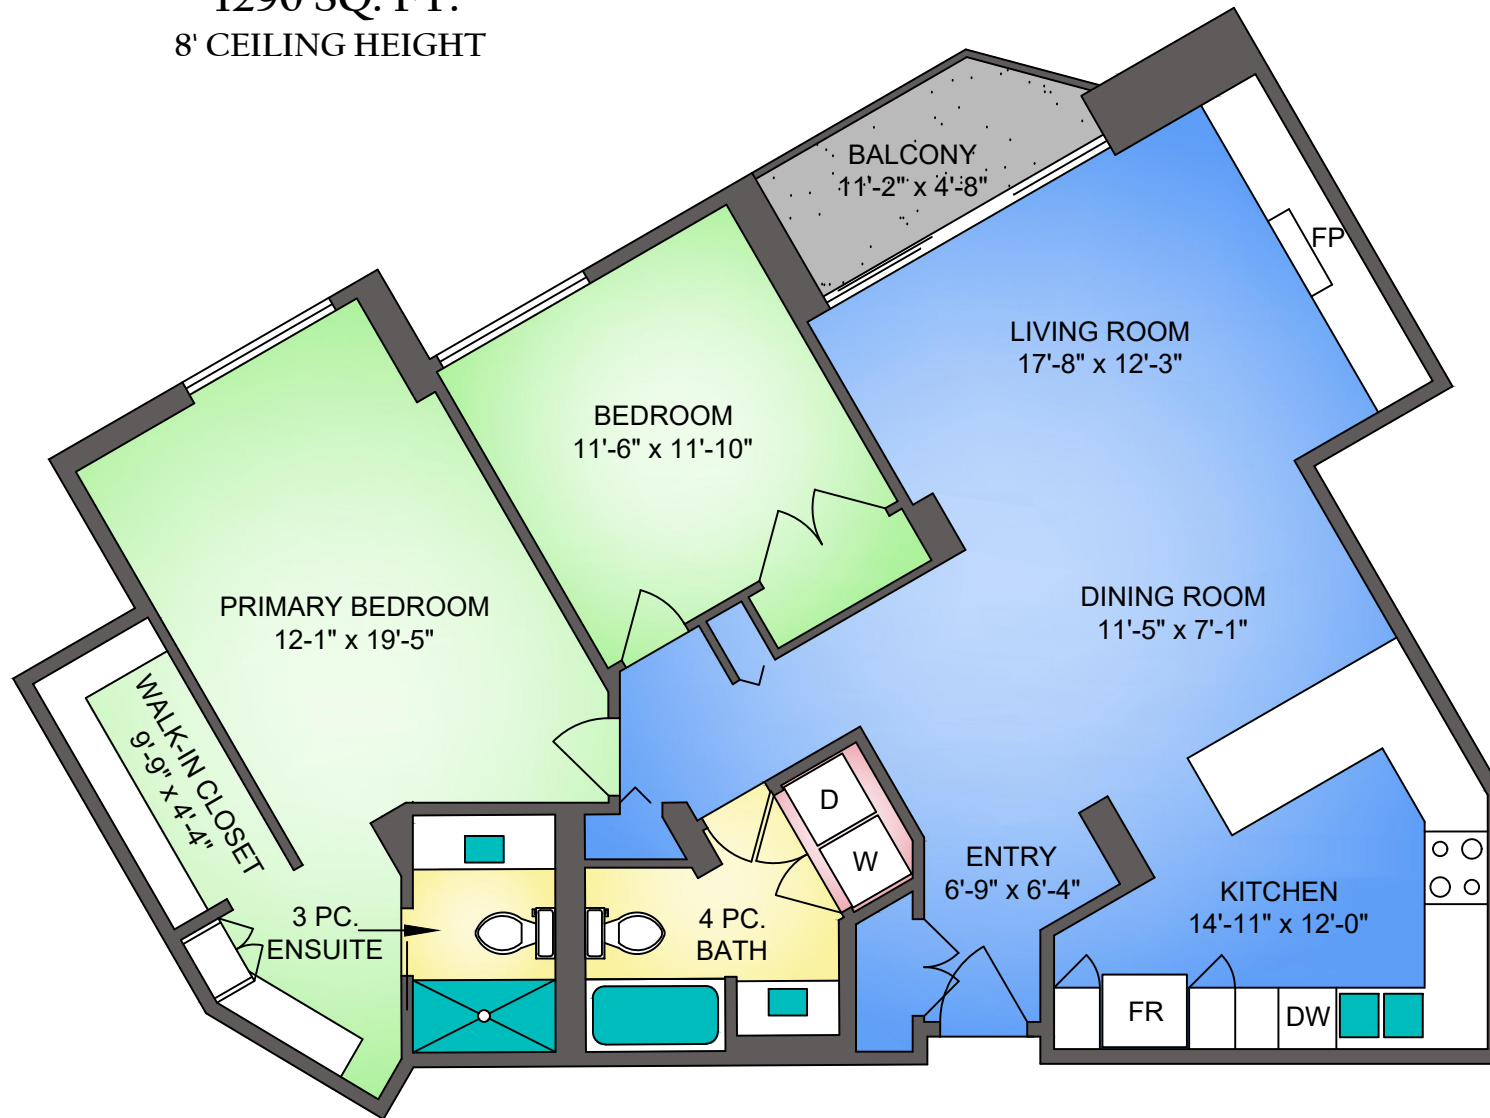 1290 SQ. FT.
8' CEILING HEIGHT
BALCONY
11'-2" x 4'-8"
FP
LIVING ROOM
17'-8" x 12'-3"
BEDROOM
11'-6" x 11'-10"
PRIMARY BEDROOM
12-1" x 19'-5"
DINING ROOM
11'-5" x 7'-1"
WALK-IN CLOSET
9'-9" x 4'-4"
D
W
ENTRY
6'-9" x 6'-4"
KITCHEN
14'-11" x 12'-0"
3 PC.
ENSUITE
4 PC.
BATH
FR
DW